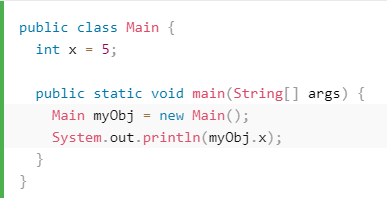 public class Main {
  int x = 5;

  public static void main(String[] args) {
    Main myObj = new Main();
    System.out.println(myObj.x);
  }
}